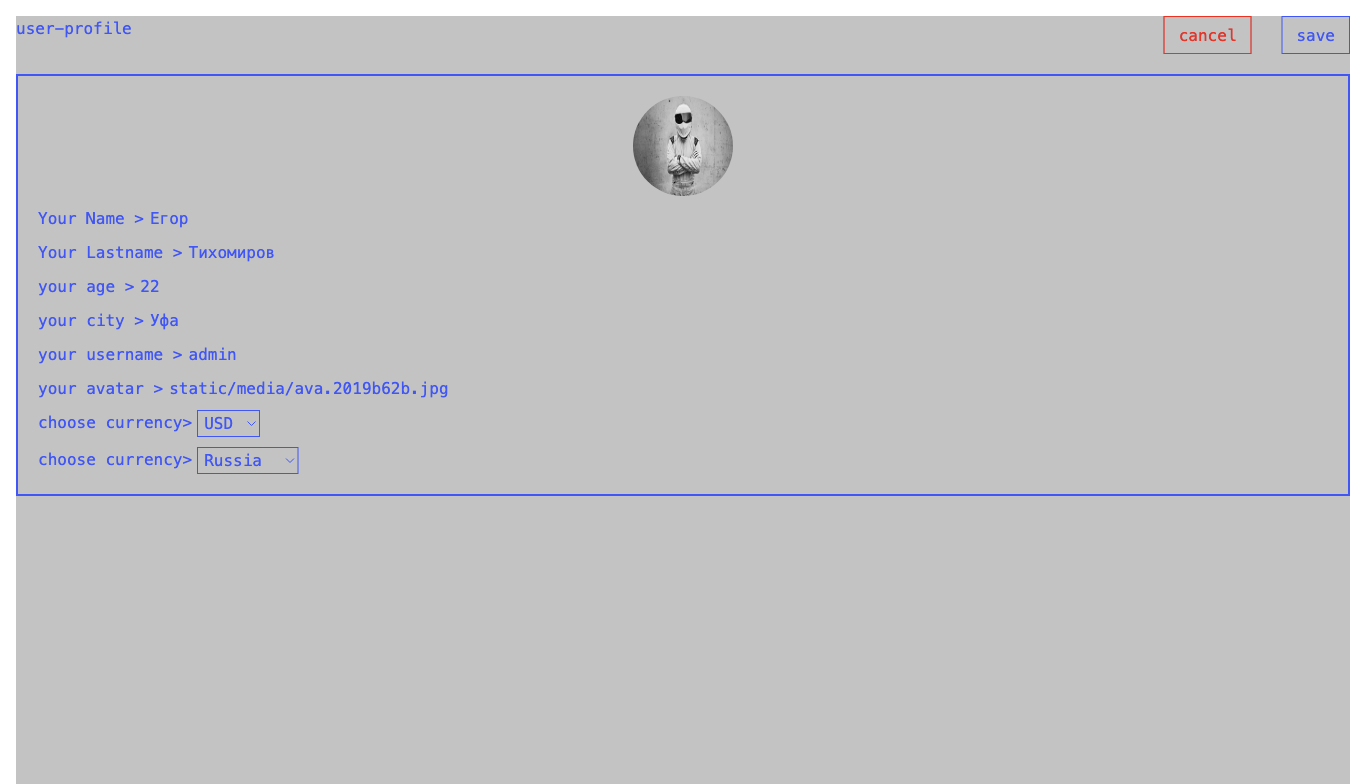 user-profile
cancel
save
Your Name > Егор
Your Lastname > Тихомиров
your age > 22
your city > Уфа
your username > admin
your avatar > static/media/ava.2019b62b.jpg
choose currency> USD
choose currency> Russia